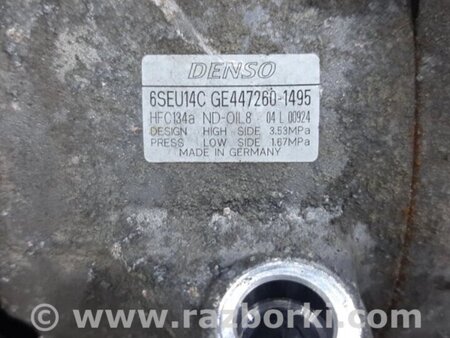 DENSO
6SEU14C GE447260-1495
HFC134a ND-OIL8 04 L 00924
DESIGN HIGH SIDE 3.53MPa
PRESS LOW SIDE 1.67MPa
MADE IN GERMANY
www.razborki.com